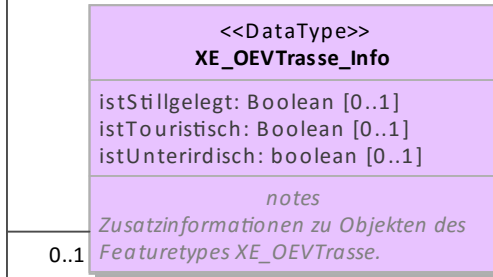 <<DataType>>
XE_OEVTrasse_Info
istStillgelegt: Boolean [0..1]
istTouristisch: Boolean [0..1]
istUnterirdisch: boolean [0..1]
notes
Zusatzinformationen zu Objekten des
0..1 Featuretypes XE_OEVTrasse.